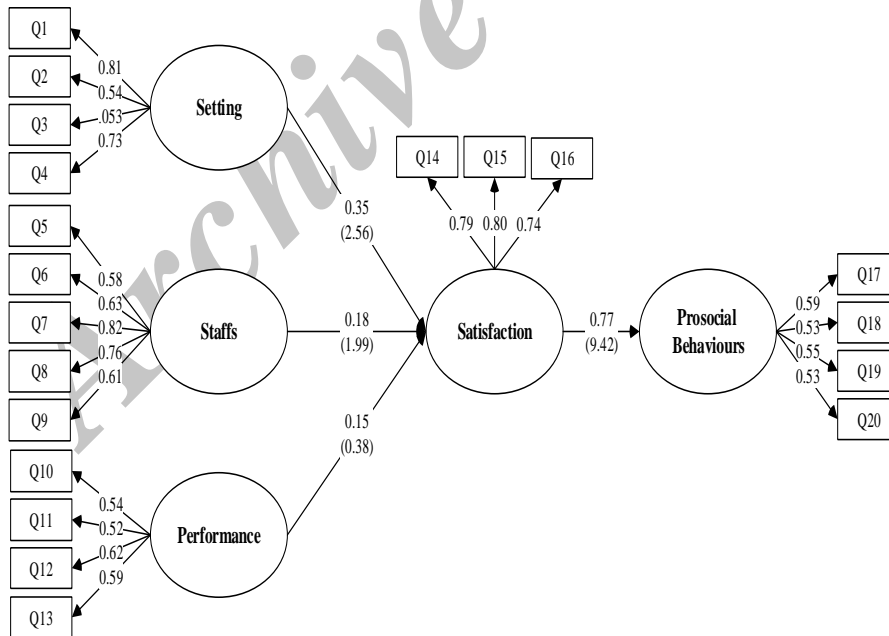 Q1
Q2
Q3
Q4
0.81
0.54
.053
0.73
Setting
Q5
Q6
Q7
Q8
Q9
0.58
0.63
0.82
0.76
0.61
Staffs
Q10
Q11
Q12
Q13
0.54
0.52
0.62
0.59
Performance
0.35
(2.56)
0.18
(1.99)
0.15
(0.38)
Q14
Q15
Q16
0.79
0.80
0.74
Satisfaction
0.77
(9.42)
Prosocial
Behaviours
0.59
0.53
0.55
0.53
Q17
Q18
Q19
Q20
Archive